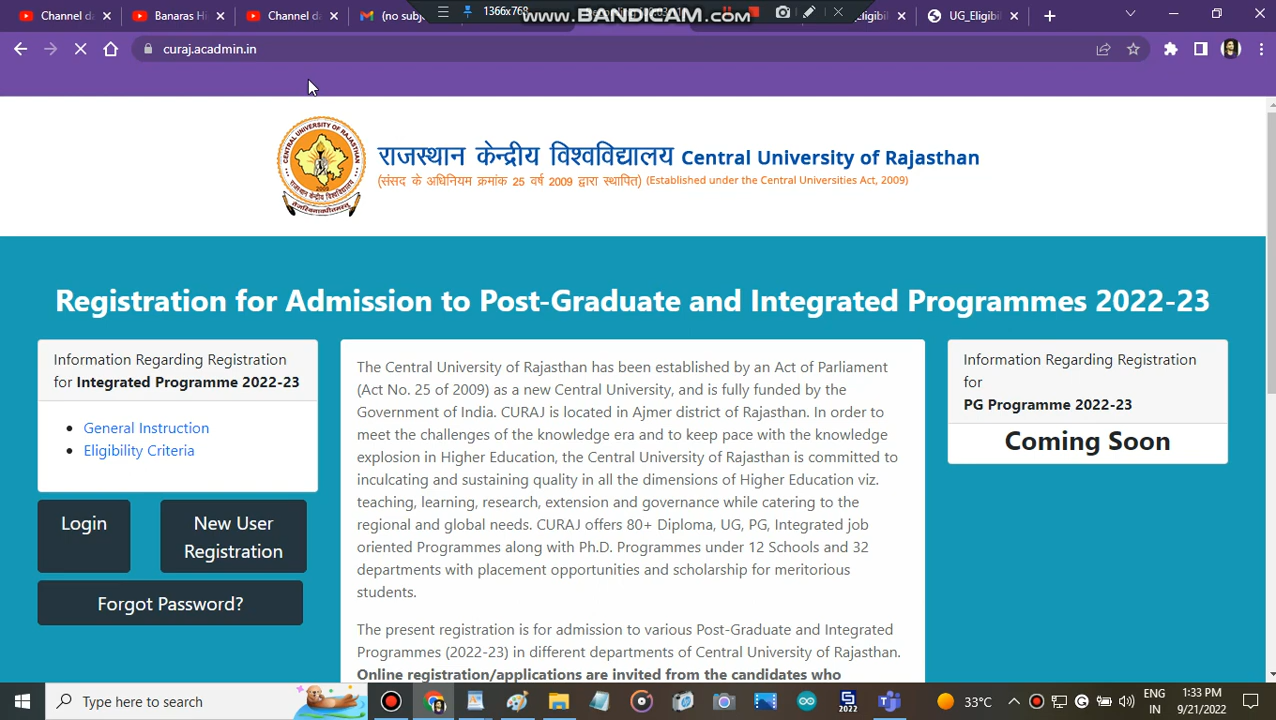 Channel da
Banaras Hi
Channel da
(no subj
1366x768
www.BANDICAM.com
Eligibil
UG_Eligibil
curaj.acadmin.in
CENTRAL UNIVERSITY OF RAJASTHAN
2009
राजस्थान केन्द्रीय विश्वविद्यालय Central University of Rajasthan
(संसद के अधिनियम क्रमांक 25 वर्ष 2009 द्वारा स्थापित) (Established under the Central Universities Act, 2009)
Registration for Admission to Post-Graduate and Integrated Programmes 2022-23
Information Regarding Registration
for Integrated Programme 2022-23
General Instruction
Eligibility Criteria
Login
New User
Registration
Forgot Password?
The Central University of Rajasthan has been established by an Act of Parliament
(Act No. 25 of 2009) as a new Central University, and is fully funded by the
Government of India. CURAJ is located in Ajmer district of Rajasthan. In order to
meet the challenges of the knowledge era and to keep pace with the knowledge
explosion in Higher Education, the Central University of Rajasthan is committed to
inculcating and sustaining quality in all the dimensions of Higher Education viz.
teaching, learning, research, extension and governance while catering to the
regional and global needs. CURAJ offers 80+ Diploma, UG, PG, Integrated job
oriented Programmes along with Ph.D. Programmes under 12 Schools and 32
departments with placement opportunities and scholarship for meritorious
students.
The present registration is for admission to various Post-Graduate and Integrated
Programmes (2022-23) in different departments of Central University of Rajasthan.
Online registration/applications are invited from the candidates who
Information Regarding Registration
for
PG Programme 2022-23
Coming Soon
Type here to search
2022
33°C
ENG
IN
1:33 PM
9/21/2022